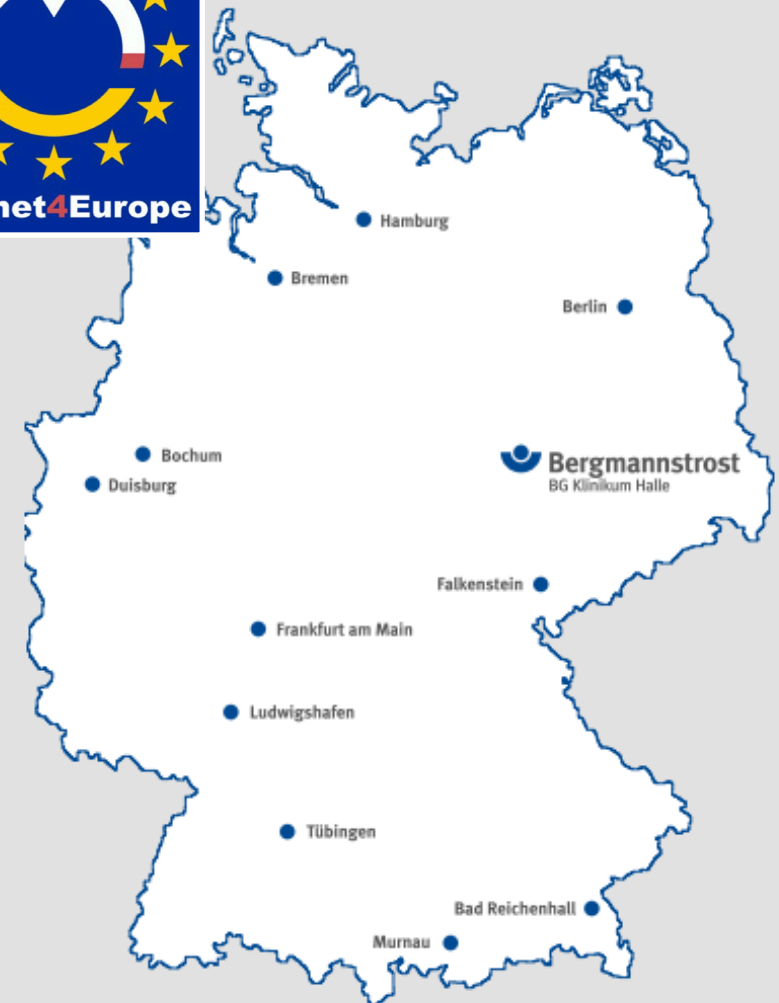 net4Europe
Hamburg
Bremen
Berlin
Bochum
Bergmannstrost
Duisburg
BG Klinikum Halle
Falkenstein
Frankfurt am Main
Ludwigshafen
Tübingen
Bad Reichenhall
Murnau